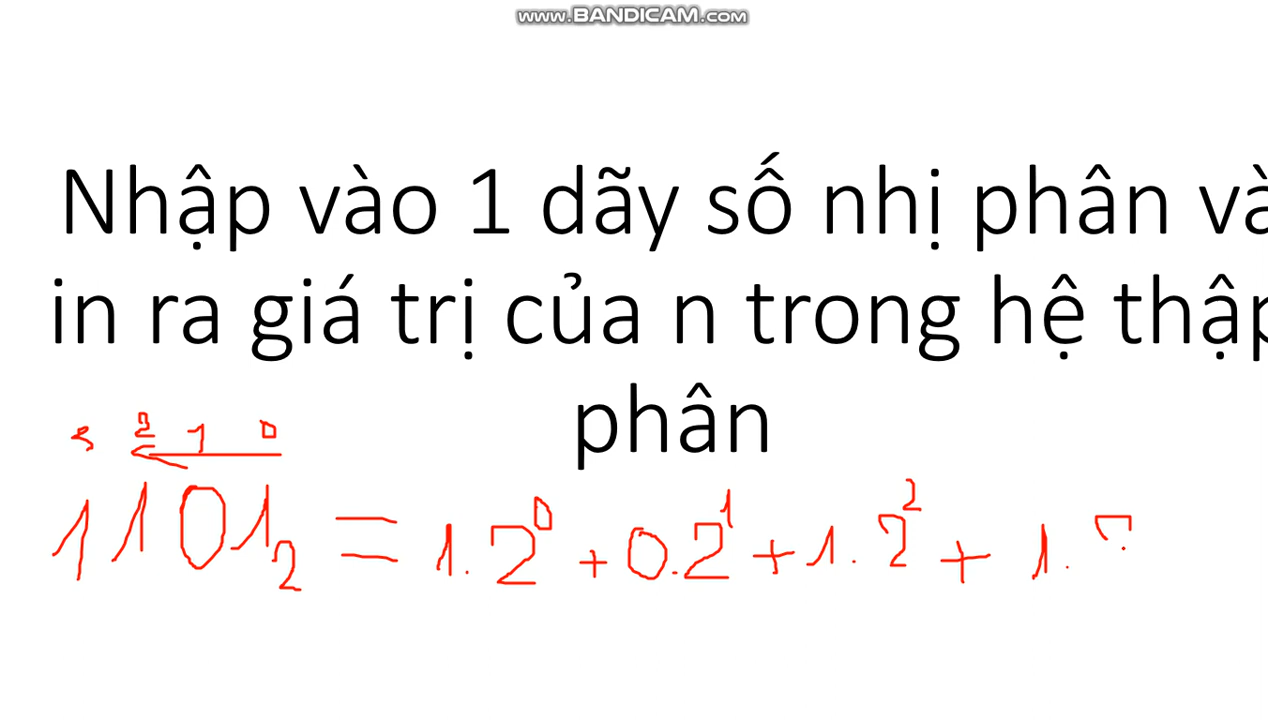 www.BANDICAM.com
Nhập vào 1 dãy số nhị phân và
in ra giá trị của n trong hệ thập
phân
3 2 1 0
1101₂ = 1.2⁰ + 0.2¹ + 1.2² + 1.